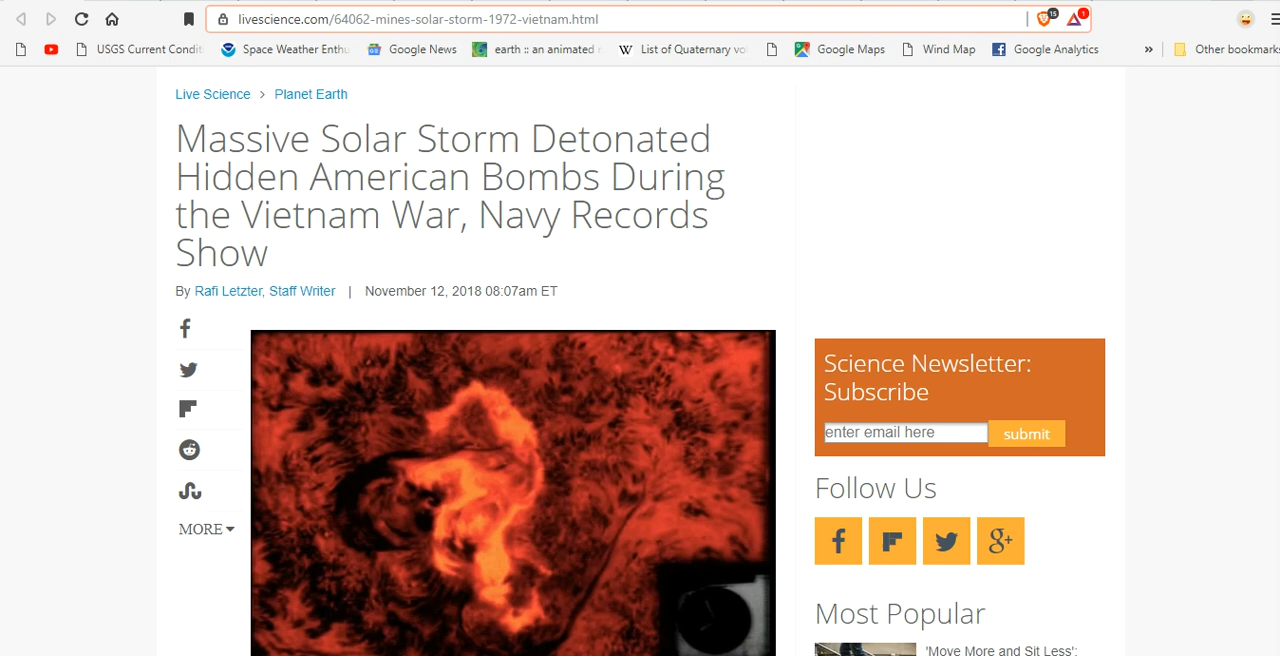 livescience.com/64062-mines-solar-storm-1972-vietnam.html
15
1
USGS Current Condit
Space Weather Enthu
Google News
earth :: an animated
W
List of Quaternary vo
Google Maps
Wind Map
Google Analytics
»
Other bookmarks
Live Science > Planet Earth
Massive Solar Storm Detonated
Hidden American Bombs During
the Vietnam War, Navy Records
Show
By Rafi Letzter, Staff Writer | November 12, 2018 08:07am ET
MORE
Science Newsletter:
Subscribe
enter email here
submit
Follow Us
g+
Most Popular
'Move More and Sit Less':